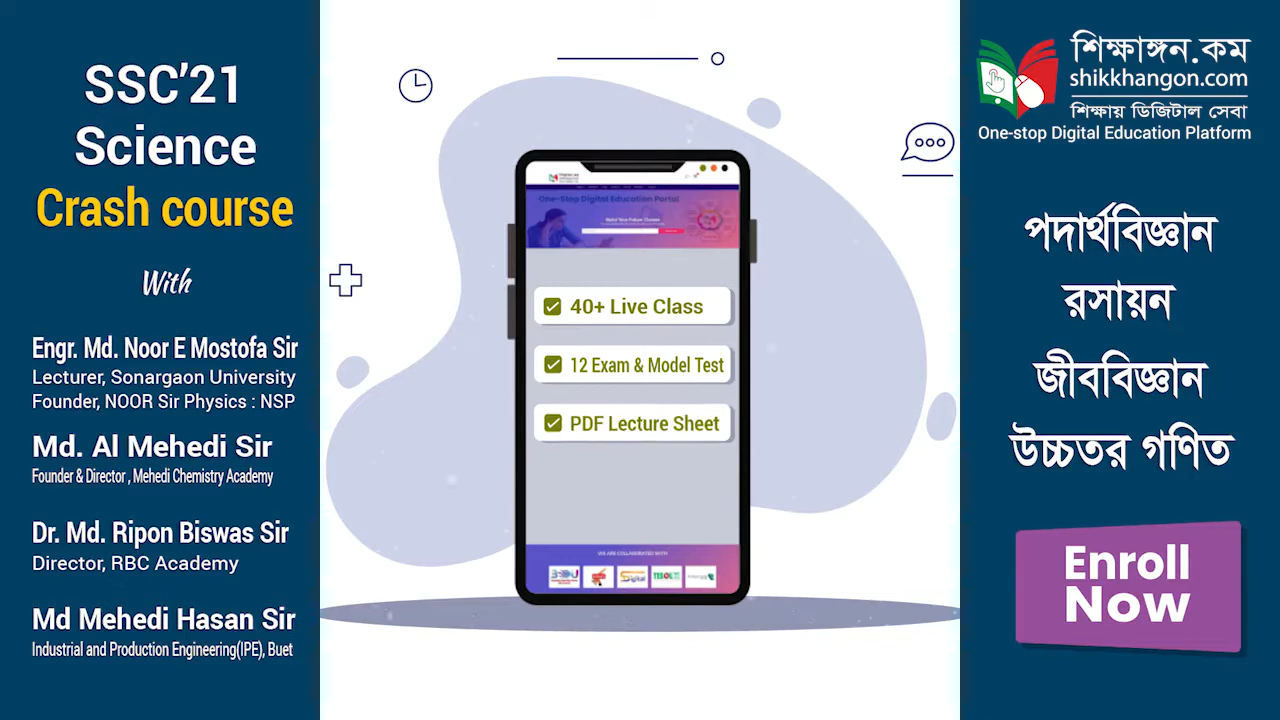 SSC'21
Science
Crash course
With
Engr. Md. Noor E Mostofa Sir
Lecturer, Sonargaon University
Founder, NOOR Sir Physics : NSP
Md. Al Mehedi Sir
Founder & Director , Mehedi Chemistry Academy
Dr. Md. Ripon Biswas Sir
Director, RBC Academy
Md Mehedi Hasan Sir
Industrial and Production Engineering(IPE), Buet
One-Stop Digital Education Portal
40+ Live Class
12 Exam & Model Test
PDF Lecture Sheet
WE ARE COLLABORATED WITH
শিক্ষাঙ্গন.কম
shikkhangon.com
শিক্ষায় ডিজিটাল সেবা
One-stop Digital Education Platform
পদার্থবিজ্ঞান
রসায়ন
জীববিজ্ঞান
উচ্চতর গণিত
Enroll
Now